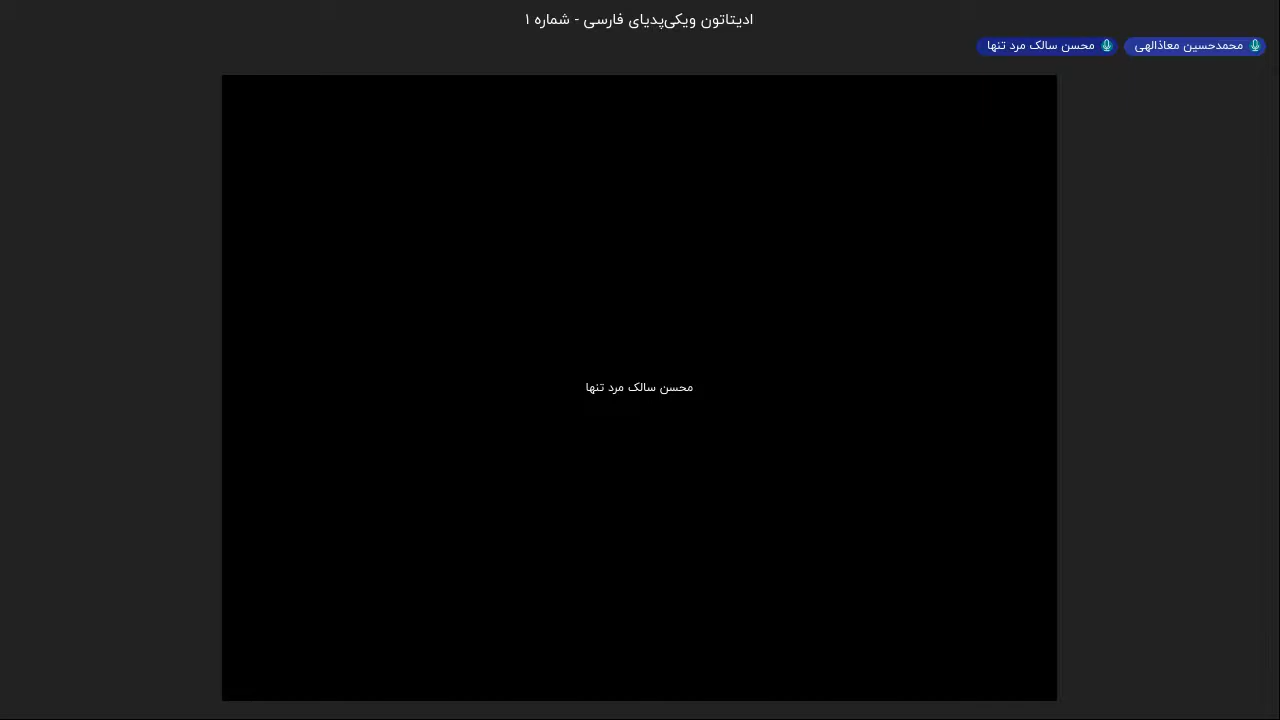 ادیتاتون ویکی‌پدیای فارسی - شماره ۱
محمدحسین معاذالهی
محسن سالک مرد تنها
محسن سالک مرد تنها